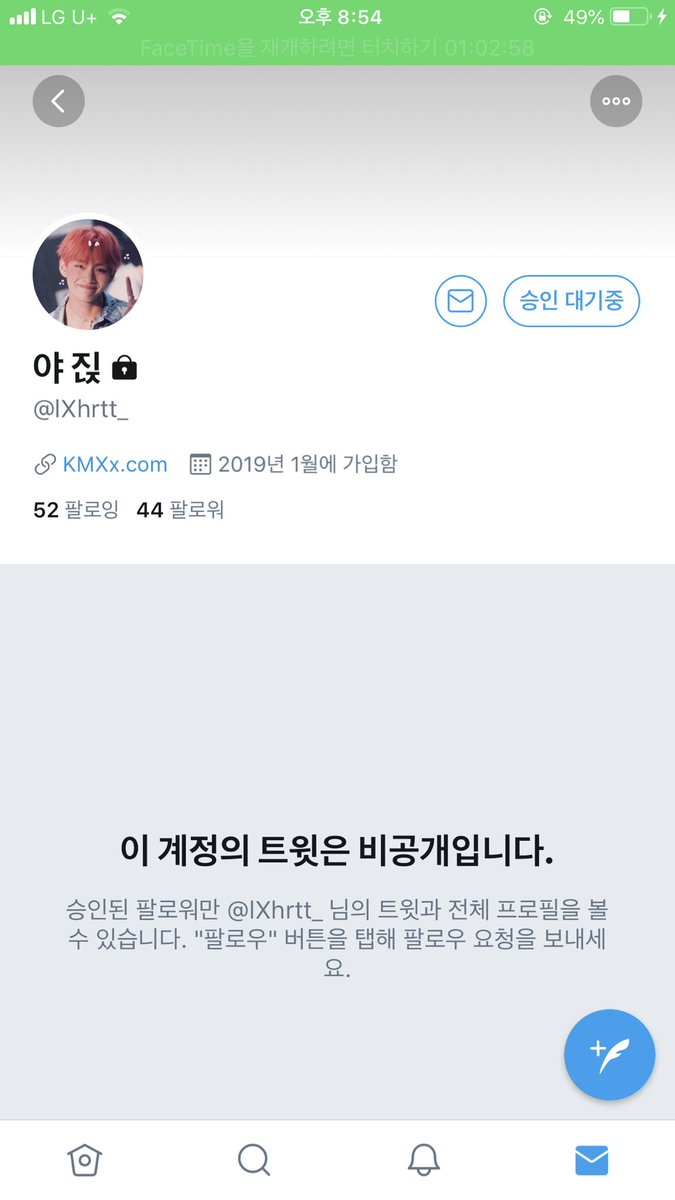 LG U+ 오후 8:54 49%
FaceTime을 재개하려면 터치하기 01:02:58
승인 대기중
야 짅
@lXhrtt_
KMXx.com 2019년 1월에 가입함
52 팔로잉 44 팔로워
이 계정의 트윗은 비공개입니다.
승인된 팔로워만 @lXhrtt_ 님의 트윗과 전체 프로필을 볼
수 있습니다. "팔로우" 버튼을 탭해 팔로우 요청을 보내세
요.